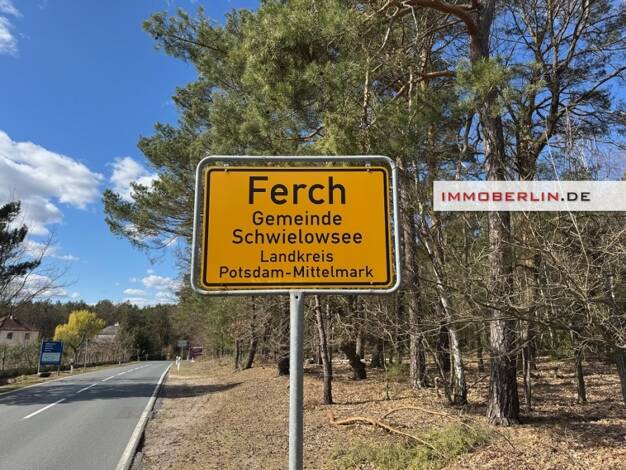 Ferch
Gemeinde
Schwielowsee
Landkreis
Potsdam-Mittelmark
IMMOBERLIN.DE